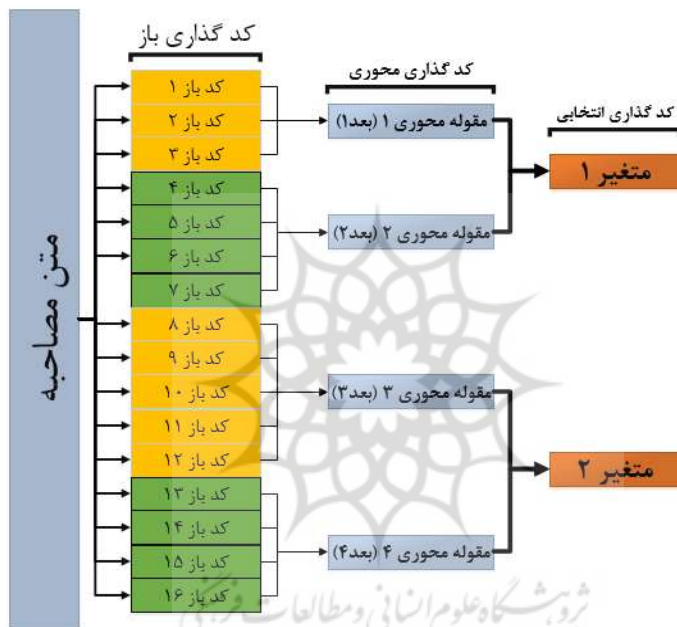 کد گذاری باز
کد گذاری محوری
کد گذاری انتخابی
متن مصاحبه
کد باز ۱
کد باز ۲
کد باز ۳
کد باز ۴
کد باز ۵
کد باز ۶
کد باز ۷
کد باز ۸
کد باز ۹
کد باز ۱۰
کد باز ۱۱
کد باز ۱۲
کد باز ۱۳
کد باز ۱۴
کد باز ۱۵
کد باز ۱۶
مقوله محوری ۱ (بعد۱)
مقوله محوری ۲ (بعد۲)
مقوله محوری ۳ (بعد۳)
مقوله محوری ۴ (بعد۴)
متغیر ۱
متغیر ۲
پژوهشگاه علوم انسانی و مطالعات فرهنگی